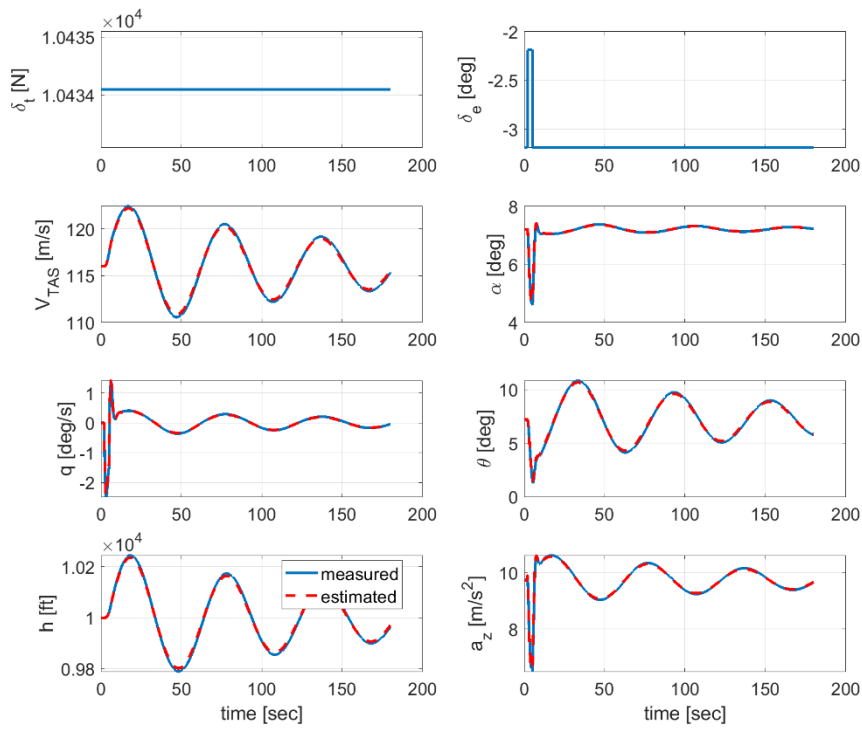 ×10⁴
1.0435
1.0434
δt [N]
0 50 100 150 200
-2
-2.5
-3
δe [deg]
0 50 100 150 200
120
115
110
VTAS [m/s]
0 50 100 150 200
8
6
4
α [deg]
0 50 100 150 200
1
0
-1
-2
q [deg/s]
0 50 100 150 200
10
5
0
θ [deg]
0 50 100 150 200
×10⁴
1.02
1
0.98
h [ft]
measured
estimated
0 50 100 150 200
time [sec]
10
8
az [m/s²]
0 50 100 150 200
time [sec]